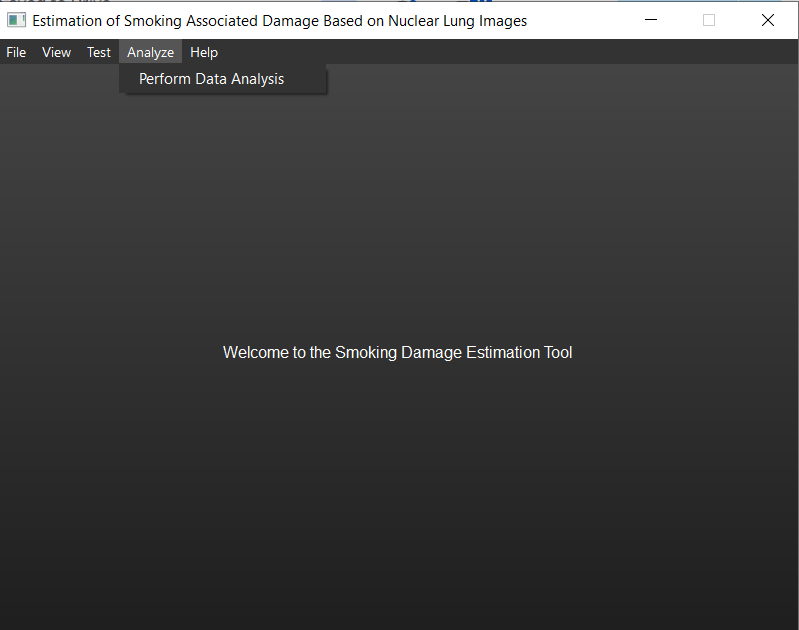 Estimation of Smoking Associated Damage Based on Nuclear Lung Images
File View Test Analyze Help
Perform Data Analysis
Welcome to the Smoking Damage Estimation Tool